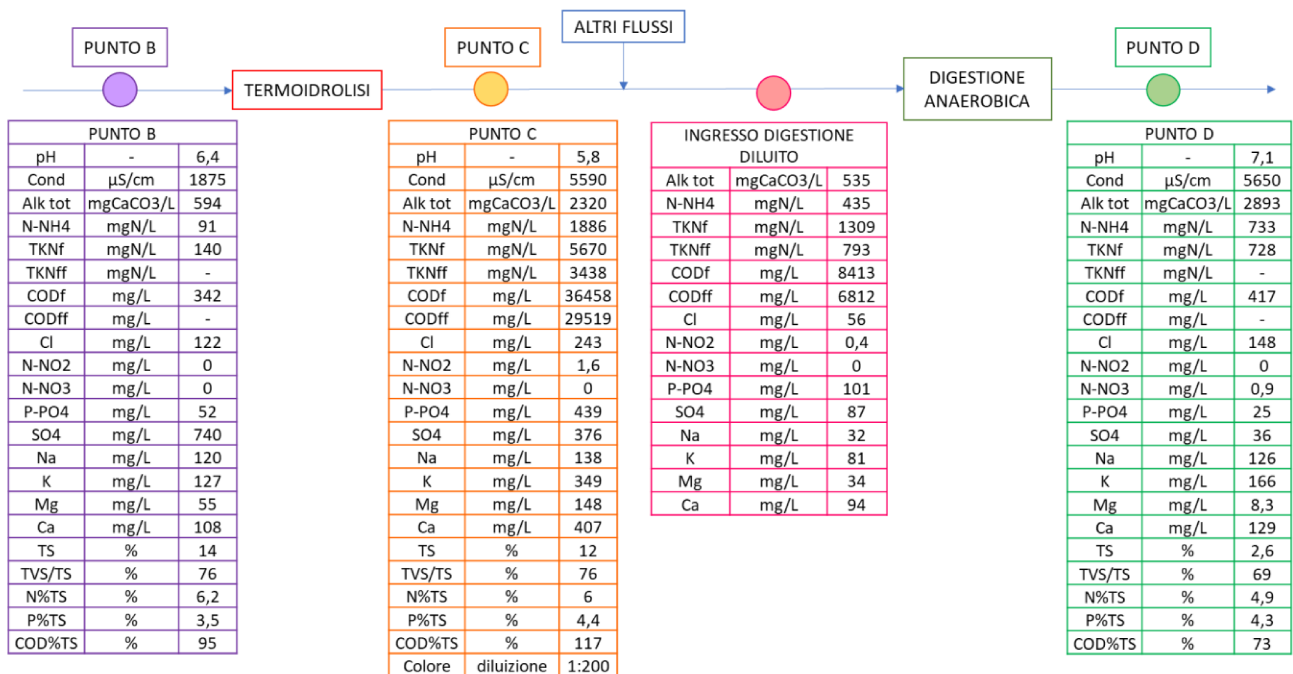 ALTRI FLUSSI
PUNTO B
PUNTO C
PUNTO D
TERMOIDROLISI
DIGESTIONE
ANAEROBICA
PUNTO B
pH - 6,4
Cond µS/cm 1875
Alk tot mgCaCO3/L 594
N-NH4 mgN/L 91
TKNf mgN/L 140
TKNff mgN/L -
CODf mg/L 342
CODff mg/L -
Cl mg/L 122
N-NO2 mg/L 0
N-NO3 mg/L 0
P-PO4 mg/L 52
SO4 mg/L 740
Na mg/L 120
K mg/L 127
Mg mg/L 55
Ca mg/L 108
TS % 14
TVS/TS % 76
N%TS % 6,2
P%TS % 3,5
COD%TS % 95
PUNTO C
pH - 5,8
Cond µS/cm 5590
Alk tot mgCaCO3/L 2320
N-NH4 mgN/L 1886
TKNf mgN/L 5670
TKNff mgN/L 3438
CODf mg/L 36458
CODff mg/L 29519
Cl mg/L 243
N-NO2 mg/L 1,6
N-NO3 mg/L 0
P-PO4 mg/L 439
SO4 mg/L 376
Na mg/L 138
K mg/L 349
Mg mg/L 148
Ca mg/L 407
TS % 12
TVS/TS % 76
N%TS % 6
P%TS % 4,4
COD%TS % 117
Colore diluizione 1:200
INGRESSO DIGESTIONE
DILUITO
Alk tot mgCaCO3/L 535
N-NH4 mgN/L 435
TKNf mgN/L 1309
TKNff mgN/L 793
CODf mg/L 8413
CODff mg/L 6812
Cl mg/L 56
N-NO2 mg/L 0,4
N-NO3 mg/L 0
P-PO4 mg/L 101
SO4 mg/L 87
Na mg/L 32
K mg/L 81
Mg mg/L 34
Ca mg/L 94
PUNTO D
pH - 7,1
Cond µS/cm 5650
Alk tot mgCaCO3/L 2893
N-NH4 mgN/L 733
TKNf mgN/L 728
TKNff mgN/L -
CODf mg/L 417
CODff mg/L -
Cl mg/L 148
N-NO2 mg/L 0
N-NO3 mg/L 0,9
P-PO4 mg/L 25
SO4 mg/L 36
Na mg/L 126
K mg/L 166
Mg mg/L 8,3
Ca mg/L 129
TS % 2,6
TVS/TS % 69
N%TS % 4,9
P%TS % 4,3
COD%TS % 73